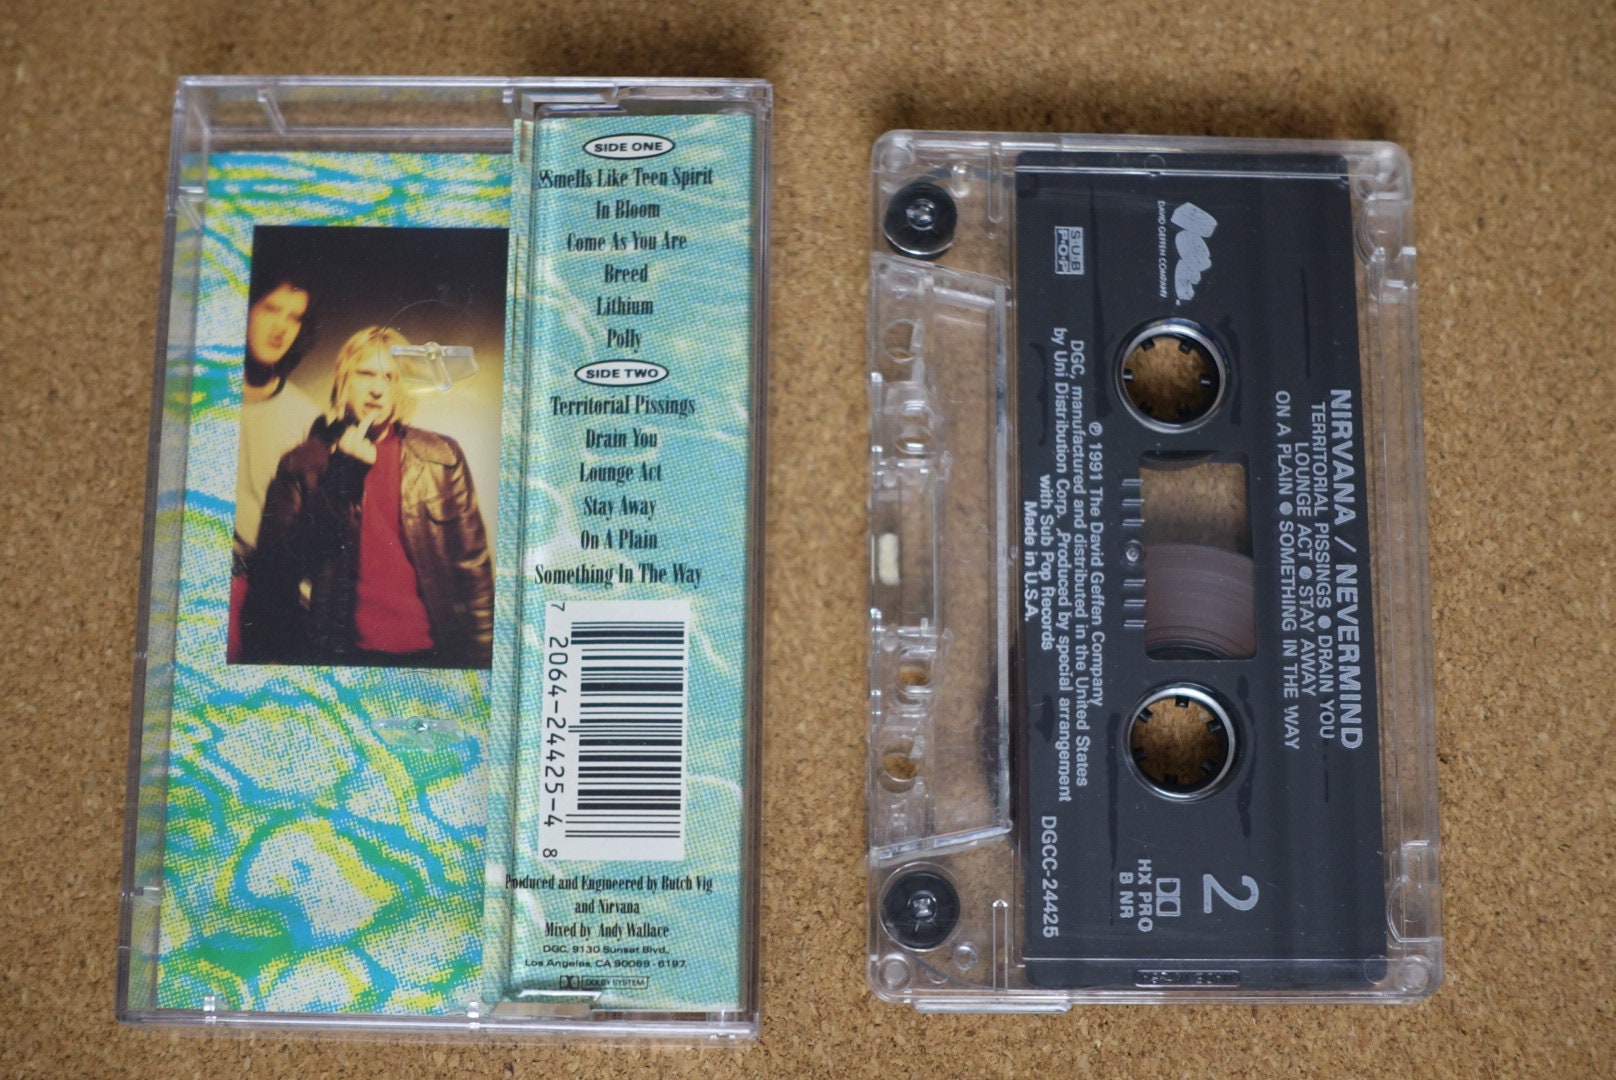 SIDE ONE
Smells Like Teen Spirit
In Bloom
Come As You Are
Breed
Lithium
Polly
SIDE TWO
Territorial Pissings
Drain You
Lounge Act
Stay Away
On A Plain
Something In The Way
7 2064-24425-4 8
Produced and Engineered by Butch Vig
and Nirvana
Mixed by Andy Wallace
DGC, 9130 Sunset Blvd.,
Los Angeles, CA 90069-6197
DOLBY SYSTEM
NIRVANA / NEVERMIND
TERRITORIAL PISSINGS ● DRAIN YOU
LOUNGE ACT ● STAY AWAY
ON A PLAIN ● SOMETHING IN THE WAY
DAVID GEFFEN COMPANY
SUB
POP
2
HX PRO
B NR
℗ 1991 The David Geffen Company
DGC, manufactured and distributed in the United States
by Uni Distribution Corp., Produced by special arrangement
with Sub Pop Records
Made in U.S.A.
DGCC-24425